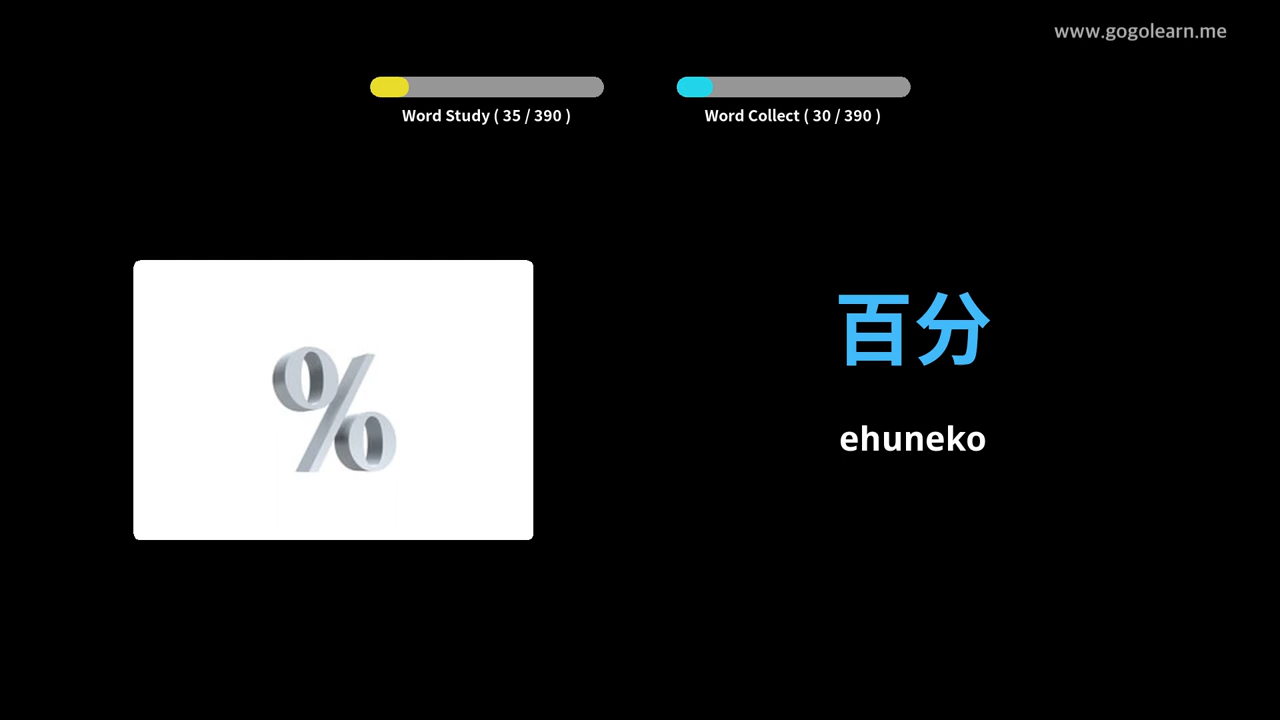 www.gogolearn.me
Word Study ( 35 / 390 )
Word Collect ( 30 / 390 )
%
百分
ehuneko